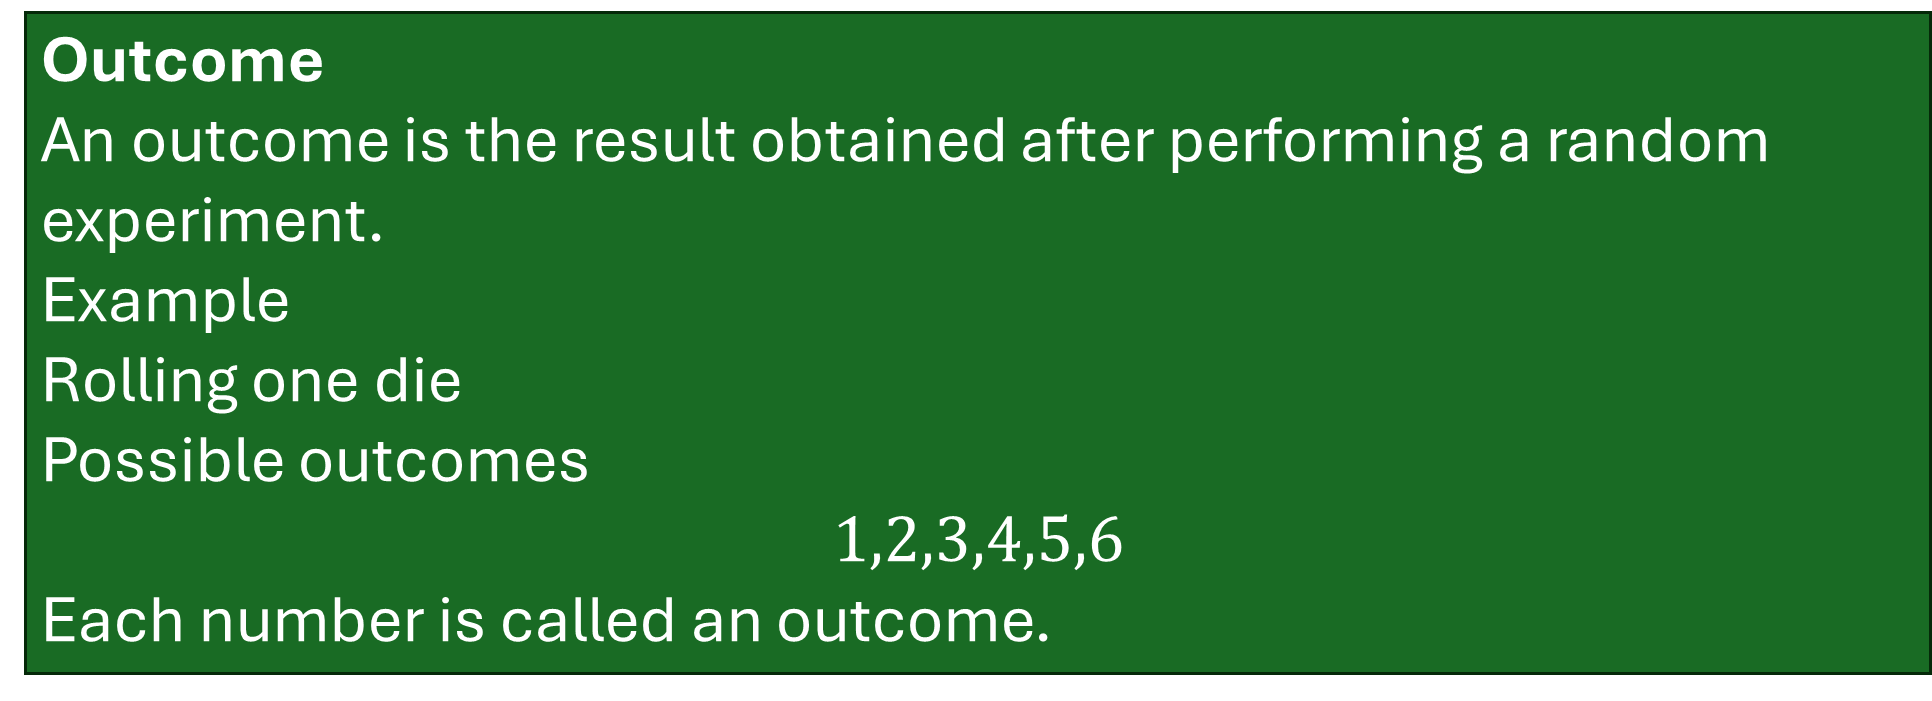 Outcome
An outcome is the result obtained after performing a random
experiment.
Example
Rolling one die
Possible outcomes
1,2,3,4,5,6
Each number is called an outcome.